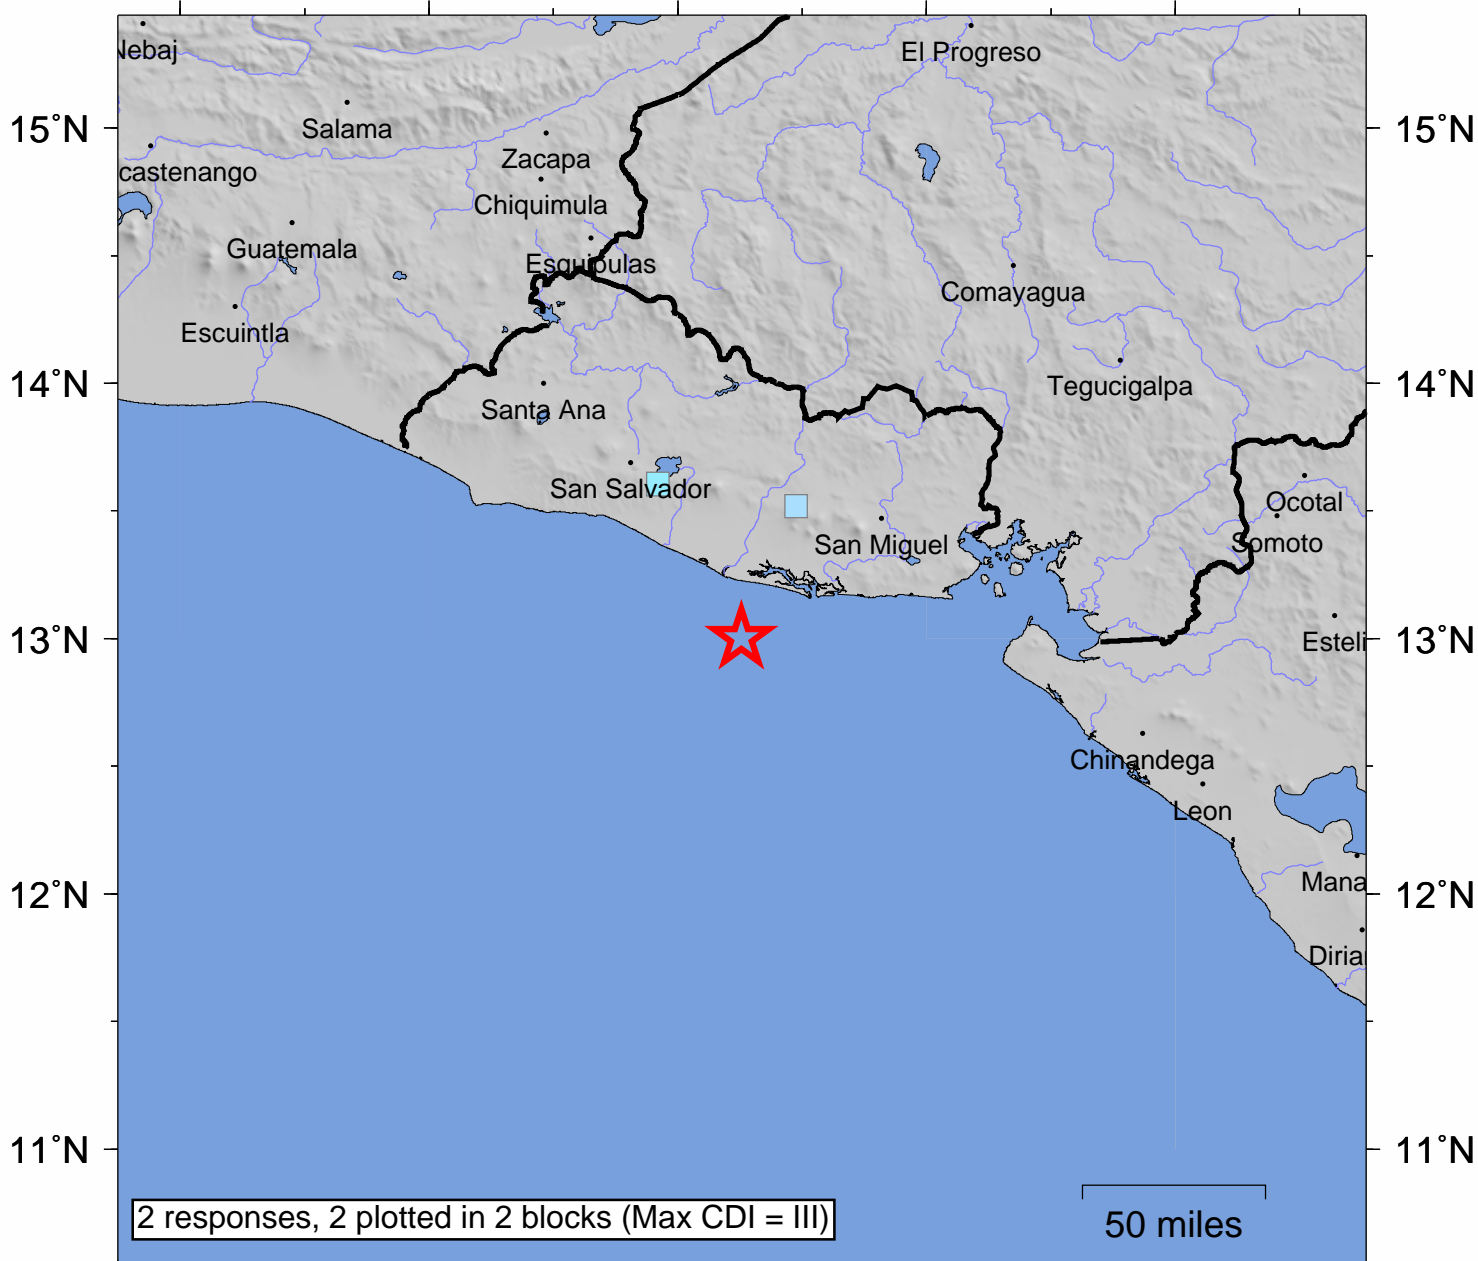 Nebaj
El Progreso
15°N
15°N
Salama
Zacapa
castenango
Chiquimula
Guatemala
Esquipulas
Comayagua
Escuintla
14°N
14°N
Tegucigalpa
Santa Ana
San Salvador
Ocotal
San Miguel
Somoto
13°N
13°N
Esteli
Chinandega
Leon
12°N
12°N
Mana
Diria
11°N
11°N
2 responses, 2 plotted in 2 blocks (Max CDI = III)
50 miles